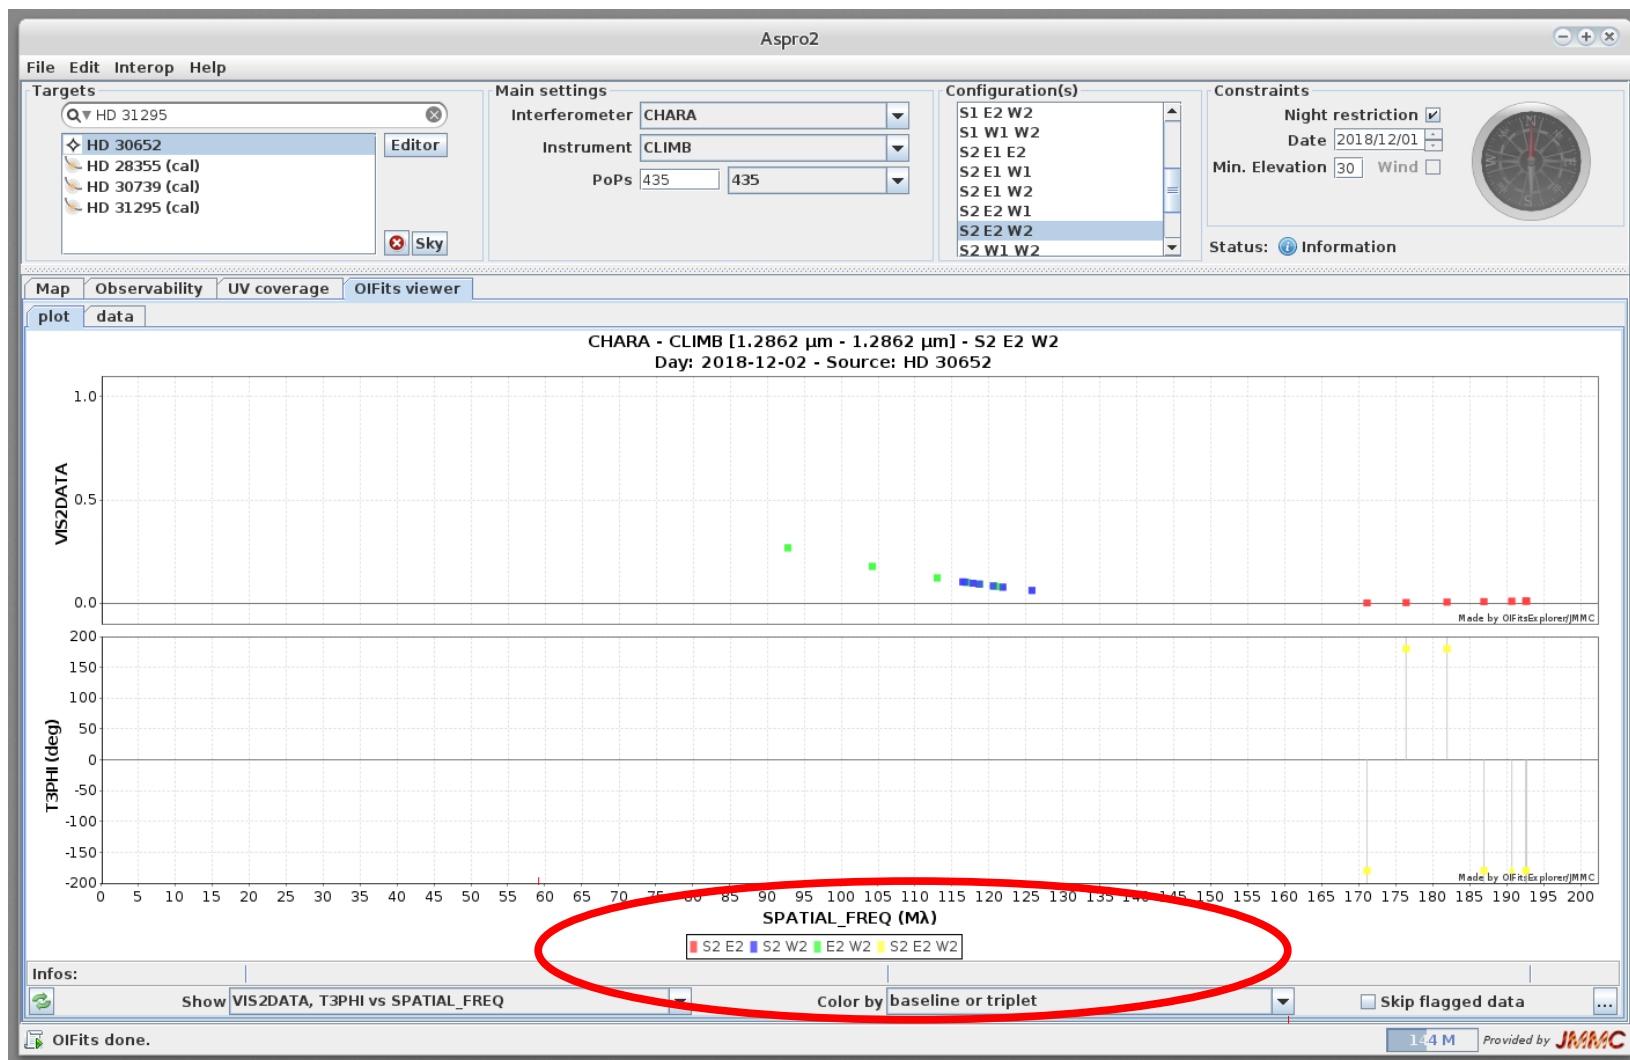 Aspro2
File Edit Interop Help
Targets
HD 31295
HD 30652
HD 28355 (cal)
HD 30739 (cal)
HD 31295 (cal)
Editor
Sky
Main settings
Interferometer CHARA
Instrument CLIMB
PoPs 435 435
Configuration(s)
S1 E2 W2
S1 W1 W2
S2 E1 E2
S2 E1 W1
S2 E1 W2
S2 E2 W1
S2 E2 W2
S2 W1 W2
Constraints
Night restriction
Date 2018/12/01
Min. Elevation 30 Wind
N
E
S
W
Status: Information
Map Observability UV coverage OIFits viewer
plot data
CHARA - CLIMB [1.2862 µm - 1.2862 µm] - S2 E2 W2
Day: 2018-12-02 - Source: HD 30652
VIS2DATA
1.0
0.5
0.0
Made by OIFitsExplorer/JMMC
T3PHI (deg)
200
150
100
50
0
-50
-100
-150
-200
Made by OIFitsExplorer/JMMC
0 5 10 15 20 25 30 35 40 45 50 55 60 65 70 75 80 85 90 95 100 105 110 115 120 125 130 135 140 145 150 155 160 165 170 175 180 185 190 195 200
SPATIAL_FREQ (Mλ)
S2 E2 S2 W2 E2 W2 S2 E2 W2
Infos:
Show VIS2DATA, T3PHI vs SPATIAL_FREQ Color by baseline or triplet Skip flagged data ...
OIFits done. 144 M Provided by JMMC